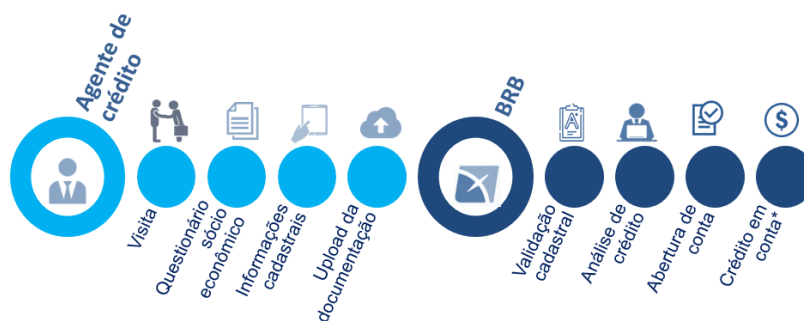 Agente de
crédito
Visita
Questionário
sócio
econômico
Informações
cadastrais
Upload da
documentação
BRB
Validação
cadastral
Análise de
crédito
Abertura de
conta
Crédito em
conta*